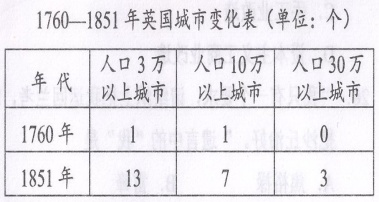 1760—1851年英国城市变化表（单位：个）
年代 人口3万以上城市 人口10万以上城市 人口30万以上城市
1760年 1 1 0
1851年 13 7 3